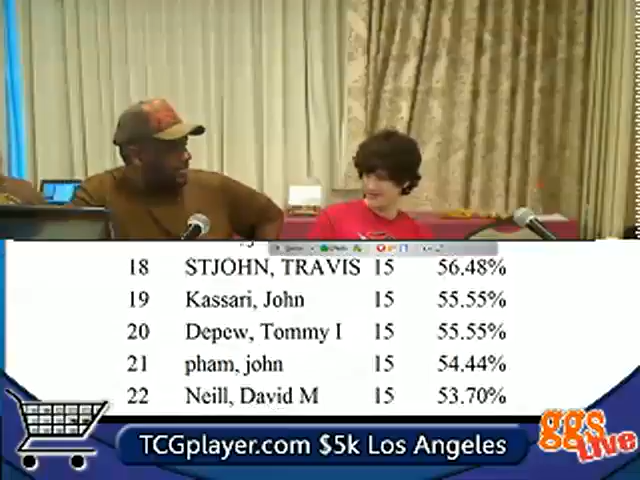 18 STJOHN, TRAVIS 15 56.48%
19 Kassari, John 15 55.55%
20 Depew, Tommy I 15 55.55%
21 pham, john 15 54.44%
22 Neill, David M 15 53.70%
TCGplayer.com $5k Los Angeles
ggs
Live